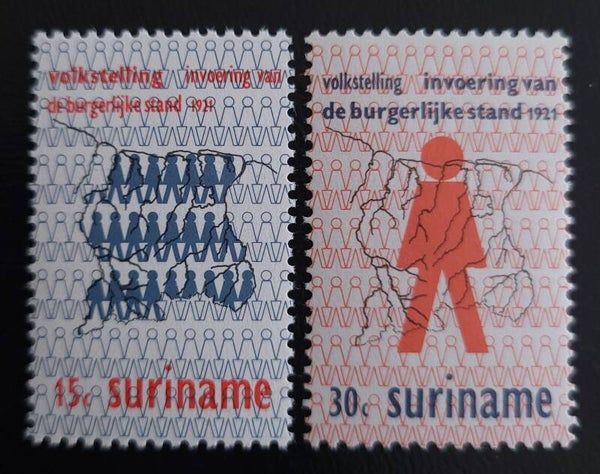 volkstelling invoering van
de burgerlijke stand 1921
15c suriname
volkstelling invoering van
de burgerlijke stand 1921
30c suriname